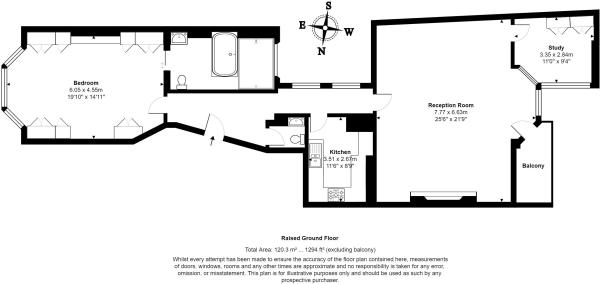 S
E
W
N
Study
3.35 x 2.84m
11'0" x 9'4"
Bedroom
6.05 x 4.55m
19'10" x 14'11"
Reception Room
7.77 x 6.63m
25'6" x 21'9"
Kitchen
3.51 x 2.67m
11'6" x 8'9"
Balcony
Raised Ground Floor
Total Area: 120.3 m² ... 1294 ft² (excluding balcony)
Whilst every attempt has been made to ensure the accuracy of the floor plan contained here, measurements
of doors, windows, rooms and any other items are approximate and no responsibility is taken for any error,
omission, or misstatement. This plan is for illustrative purposes only and should be used as such by any
prospective purchaser.